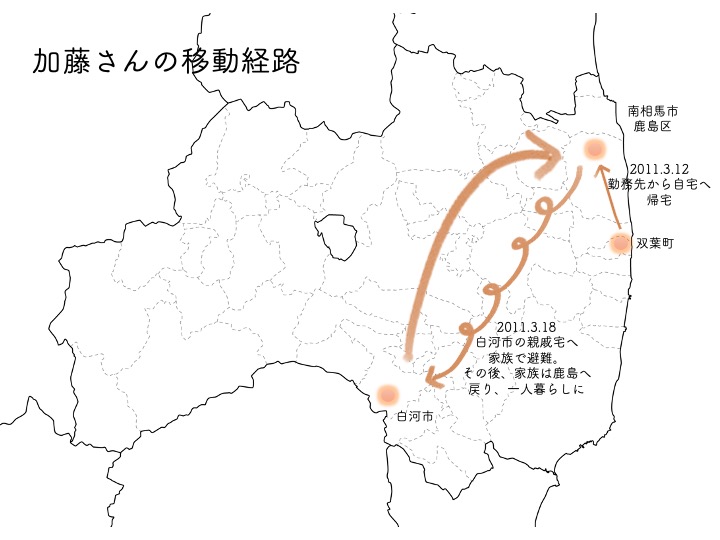 加藤さんの移動経路
南相馬市
鹿島区
2011.3.12
勤務先から自宅へ
帰宅
双葉町
2011.3.18
白河市の親戚宅へ
家族で避難。
その後、家族は鹿島へ
戻り、一人暮らしに
白河市